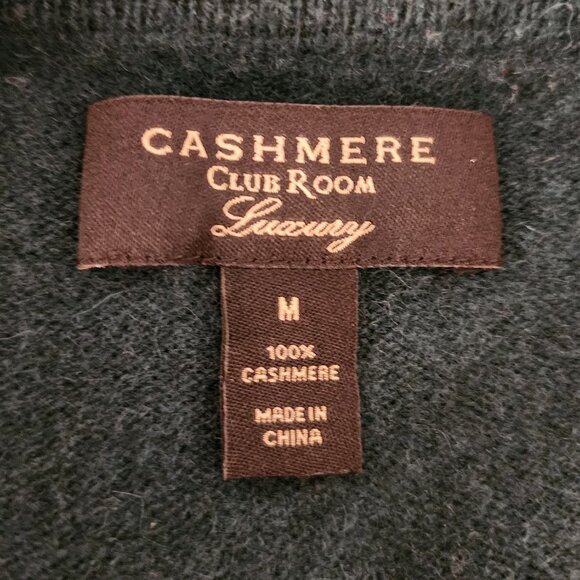 CASHMERE
CLUB ROOM
Luxury
M
100%
CASHMERE
MADE IN
CHINA